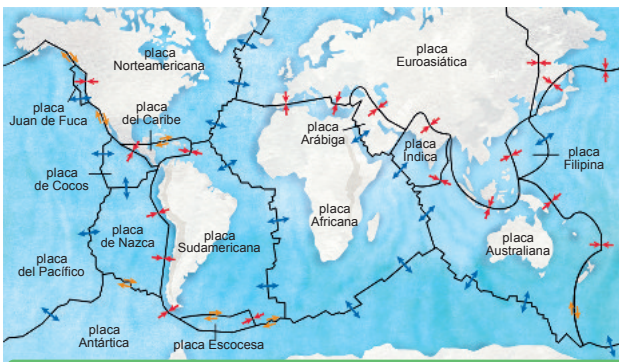 placa
Norteamericana
placa
Euroasiática
placa
Juan de Fuca
placa
del Caribe
placa
Arábiga
placa
Índica
placa
Filipina
placa
de Cocos
placa
de Nazca
placa
Sudamericana
placa
Africana
placa
Australiana
placa
del Pacífico
placa
Antártica
placa Escocesa